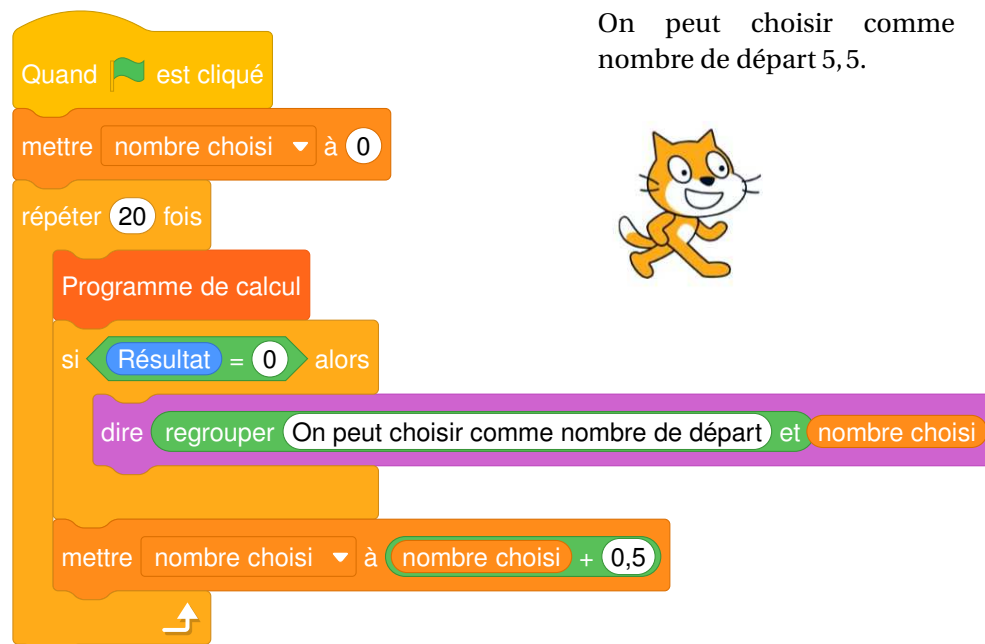 On peut choisir comme
nombre de départ 5,5.
Quand est cliqué
mettre nombre choisi à 0
répéter 20 fois
Programme de calcul
si Résultat = 0 alors
dire regrouper On peut choisir comme nombre de départ et nombre choisi
mettre nombre choisi à nombre choisi + 0,5